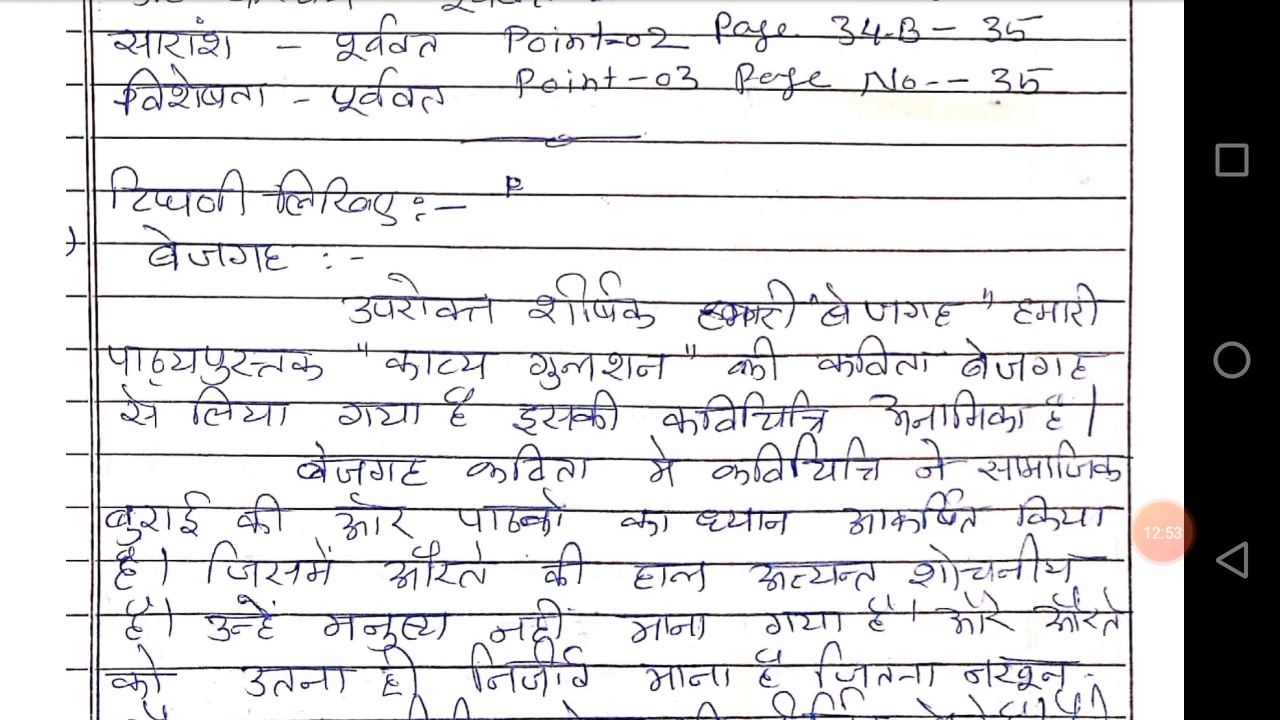 सारांश - पूर्ववत Point-02 Page 34-B - 35
विशेषता - पूर्ववत Point-03 Page No-- 35
टिप्पणी लिखिए:-
बेजगह :-
उपरोक्त शीर्षक "बेजगह" हमारी
पाठ्यपुस्तक "काव्य गुलशन" की कविता बेजगह
से लिया गया है इसकी कवियित्रि अनामिका है।
बेजगह कविता मे कवियित्रि ने सामाजिक
बुराई की ओर पाठको का ध्यान आकर्षित किया
है। जिसमें औरते की हाल अत्यन्त शोचनीय
है। उन्हें मनुष्य नही माना गया है। और औरते
को उतना ही निर्जीव माना है जितना नाखून
12:53